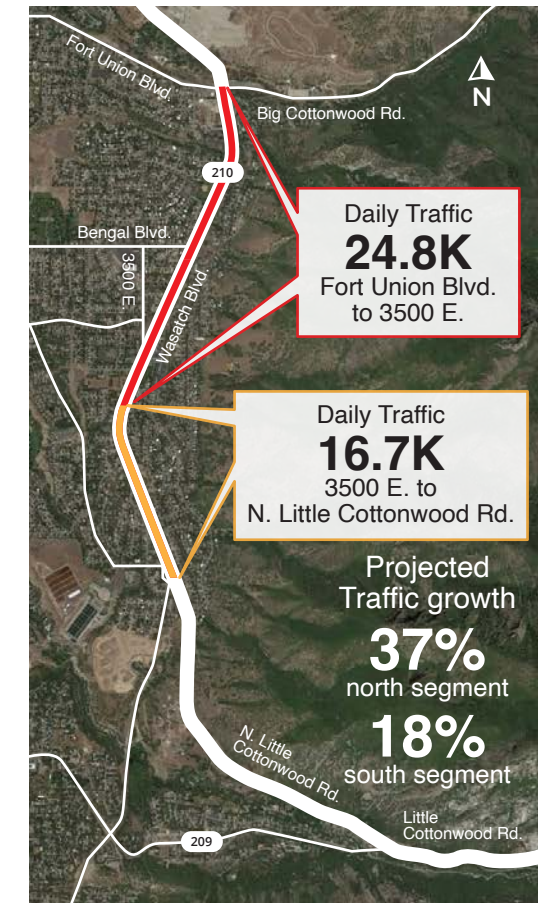 Fort Union Blvd.
N
Big Cottonwood Rd.
210
Daily Traffic
24.8K
Fort Union Blvd.
to 3500 E.
Bengal Blvd.
3500 E.
Wasatch Blvd.
Daily Traffic
16.7K
3500 E. to
N. Little Cottonwood Rd.
Projected
Traffic growth
37%
north segment
18%
south segment
N. Little
Cottonwood Rd.
Little
Cottonwood Rd.
209